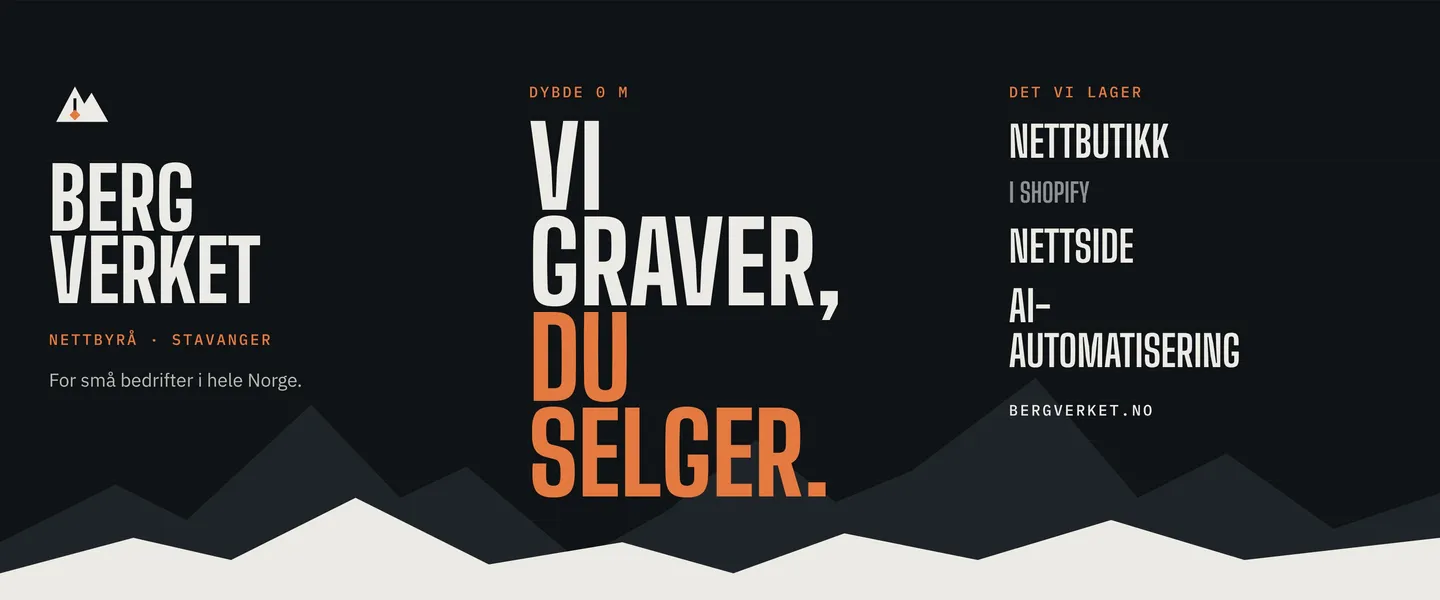 BERG
VERKET
NETTBYRÅ · STAVANGER
For små bedrifter i hele Norge.
DYBDE 0 M
VI
GRAVER,
DU
SELGER.
DET VI LAGER
NETTBUTIKK
I SHOPIFY
NETTSIDE
AI-
AUTOMATISERING
BERGVERKET.NO